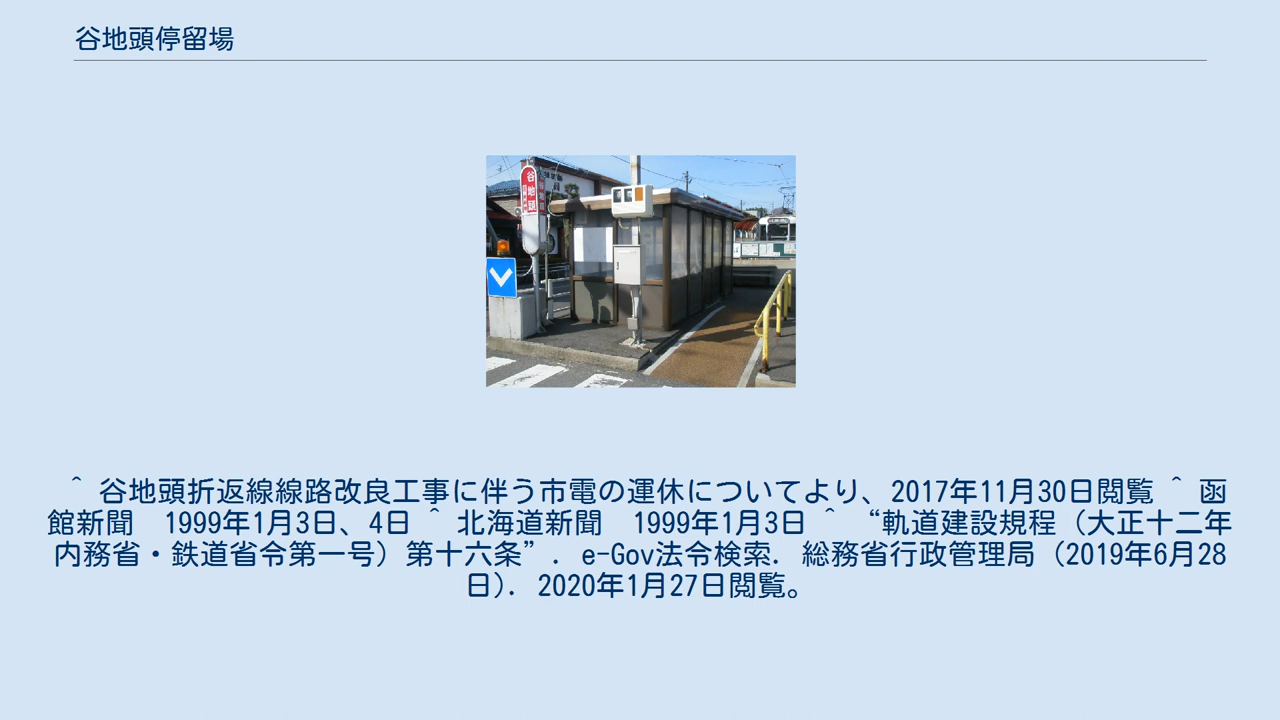 谷地頭停留場
谷地頭
^ 谷地頭折返線線路改良工事に伴う市電の運休についてより、2017年11月30日閲覧 ^ 函
館新聞　1999年1月3日、4日 ^ 北海道新聞　1999年1月3日 ^ “軌道建設規程（大正十二年
内務省・鉄道省令第一号）第十六条”. e-Gov法令検索. 総務省行政管理局 (2019年6月28
日). 2020年1月27日閲覧。